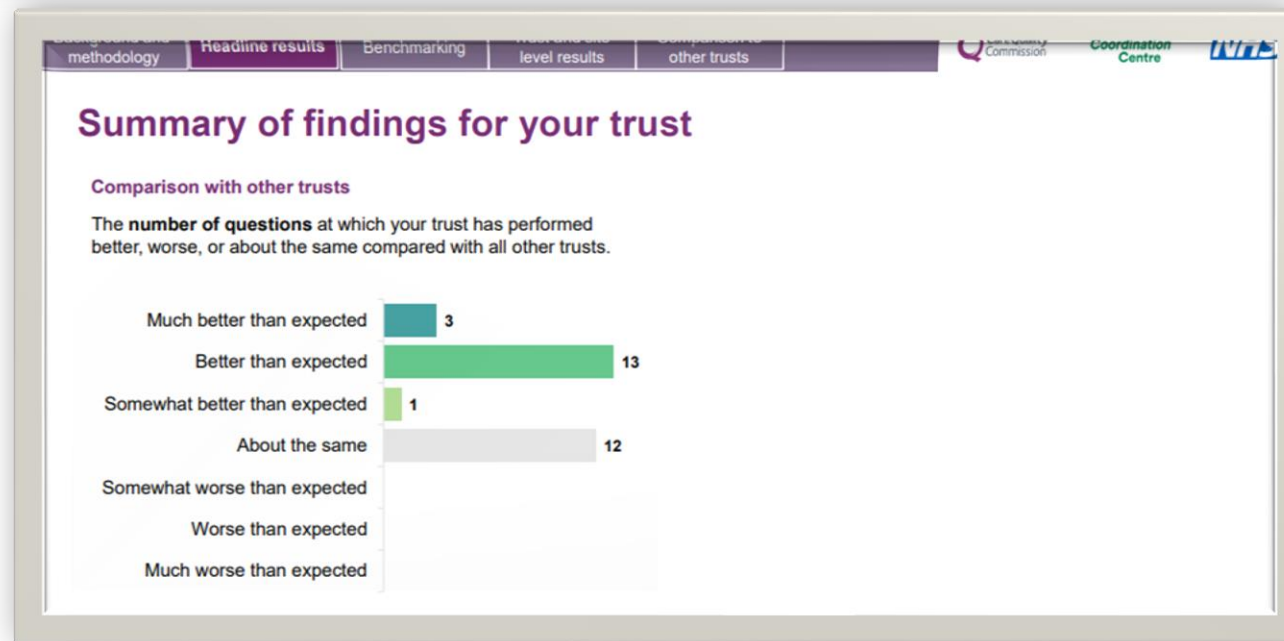 methodology
Headline results
Benchmarking
level results
other trusts
Commission
Coordination
Centre
NHS
Summary of findings for your trust
Comparison with other trusts
The number of questions at which your trust has performed
better, worse, or about the same compared with all other trusts.
Much better than expected 3
Better than expected 13
Somewhat better than expected 1
About the same 12
Somewhat worse than expected
Worse than expected
Much worse than expected